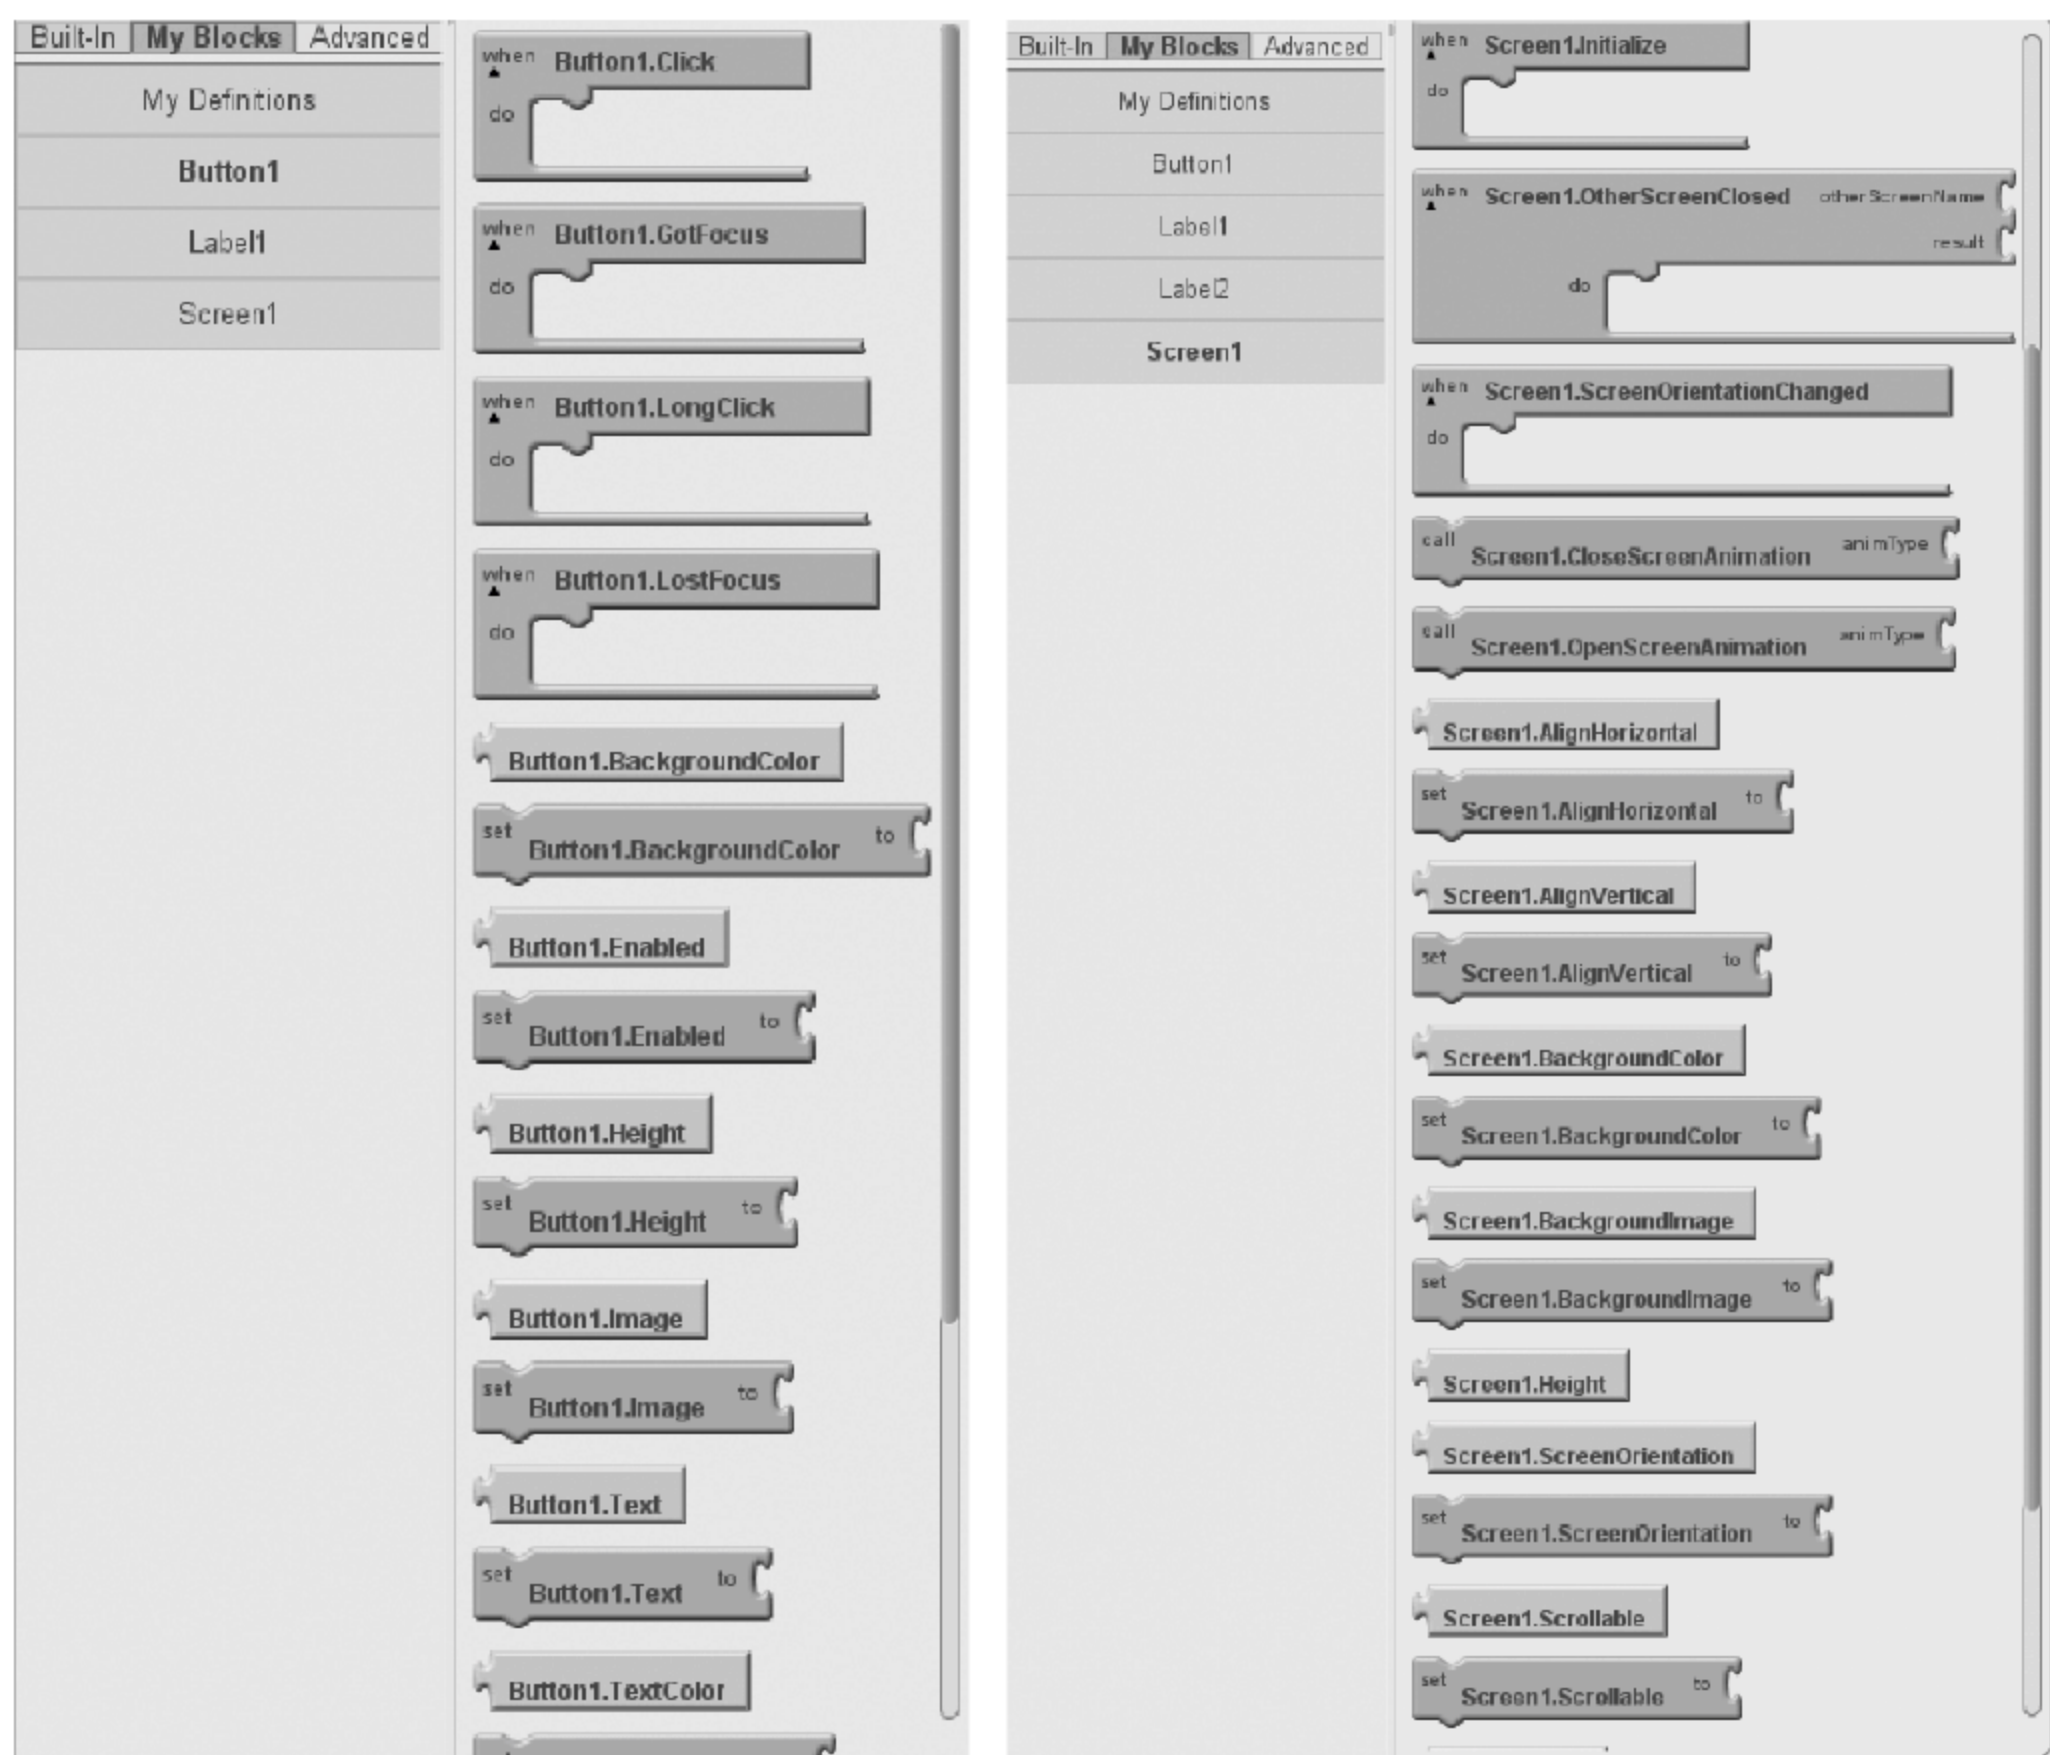 Built-In My Blocks Advanced
My Definitions
Button1
Label1
Screen1
when Button1.Click
do
when Button1.GotFocus
do
when Button1.LongClick
do
when Button1.LostFocus
do
Button1.BackgroundColor
set Button1.BackgroundColor to
Button1.Enabled
set Button1.Enabled to
Button1.Height
set Button1.Height to
Button1.Image
set Button1.Image to
Button1.Text
set Button1.Text to
Button1.TextColor
Built-In My Blocks Advanced
My Definitions
Button1
Label1
Label2
Screen1
when Screen1.Initialize
do
when Screen1.OtherScreenClosed otherScreenName
result
do
when Screen1.ScreenOrientationChanged
do
call Screen1.CloseScreenAnimation animType
call Screen1.OpenScreenAnimation animType
Screen1.AlignHorizontal
set Screen1.AlignHorizontal to
Screen1.AlignVertical
set Screen1.AlignVertical to
Screen1.BackgroundColor
set Screen1.BackgroundColor to
Screen1.BackgroundImage
set Screen1.BackgroundImage to
Screen1.Height
Screen1.ScreenOrientation
set Screen1.ScreenOrientation to
Screen1.Scrollable
set Screen1.Scrollable to